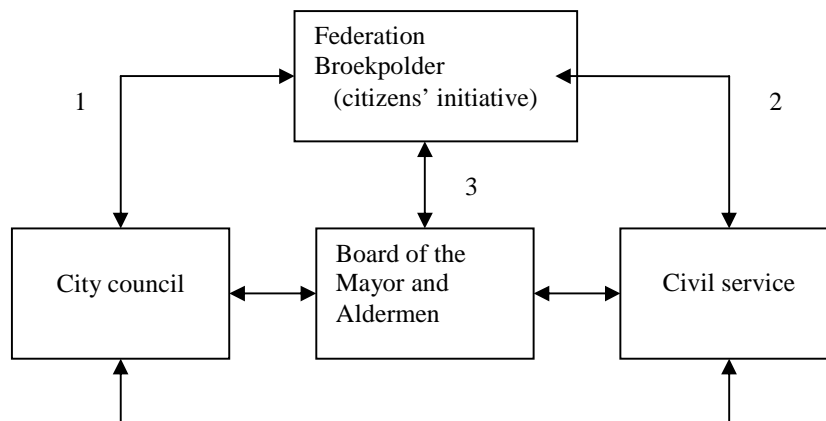 Federation
Broekpolder
(citizens' initiative)
1
2
3
City council
Board of the
Mayor and
Aldermen
Civil service